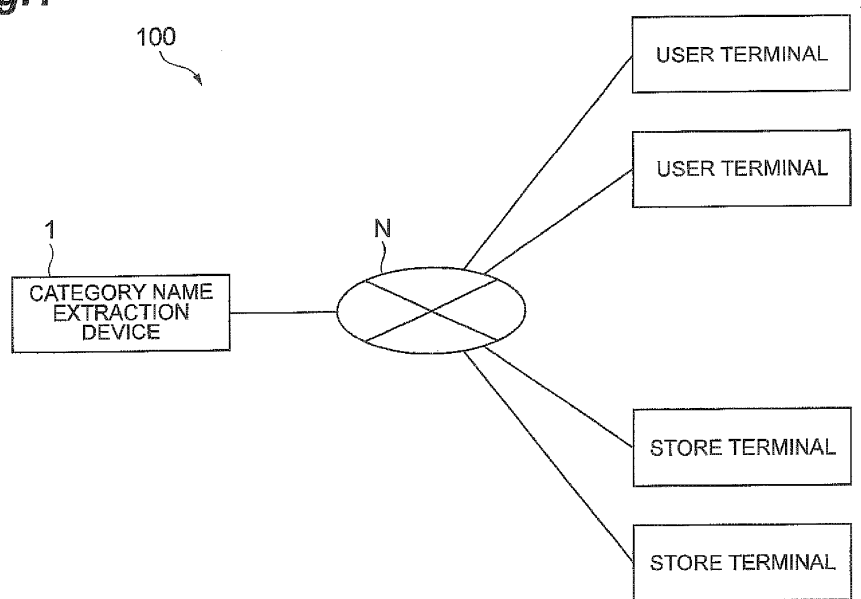 100
USER TERMINAL
USER TERMINAL
1
N
CATEGORY NAME
EXTRACTION
DEVICE
STORE TERMINAL
STORE TERMINAL